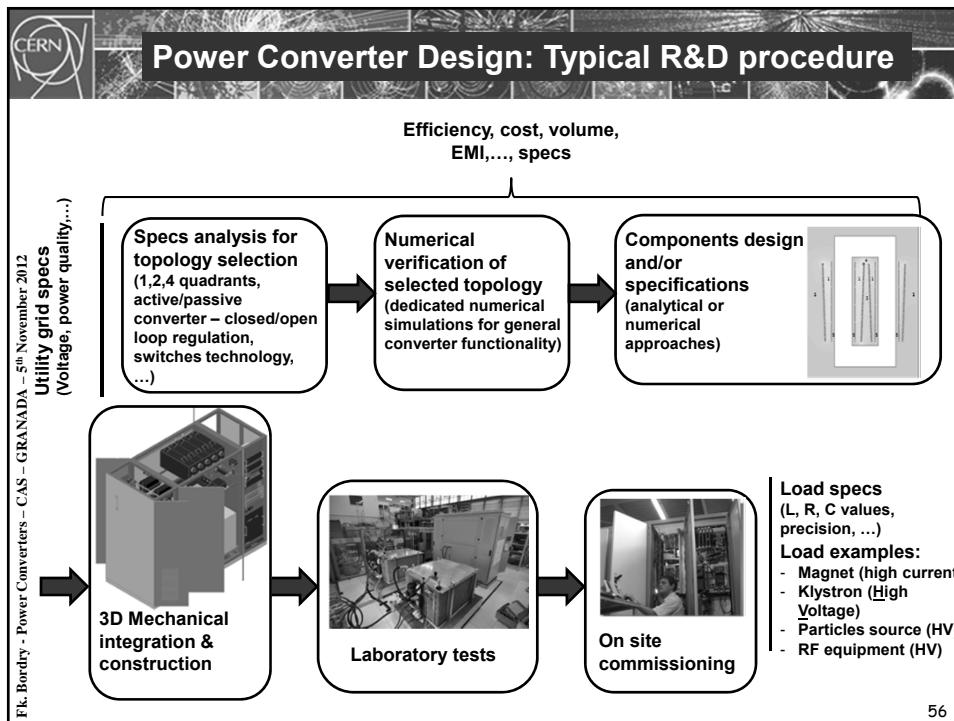 CERN
Power Converter Design: Typical R&D procedure
Efficiency, cost, volume,
EMI,…, specs
Utility grid specs
(Voltage, power quality,…)
Specs analysis for
topology selection
(1,2,4 quadrants,
active/passive
converter – closed/open
loop regulation,
switches technology,
…)
Numerical
verification of
selected topology
(dedicated numerical
simulations for general
converter functionality)
Components design
and/or
specifications
(analytical or
numerical
approaches)
3D Mechanical
integration &
construction
Laboratory tests
On site
commissioning
Load specs
(L, R, C values,
precision, …)
Load examples:
- Magnet (high current
- Klystron (High
Voltage)
- Particles source (HV
- RF equipment (HV)
Fk. Bordry - Power Converters – CAS – GRANADA – 5th November 2012
56